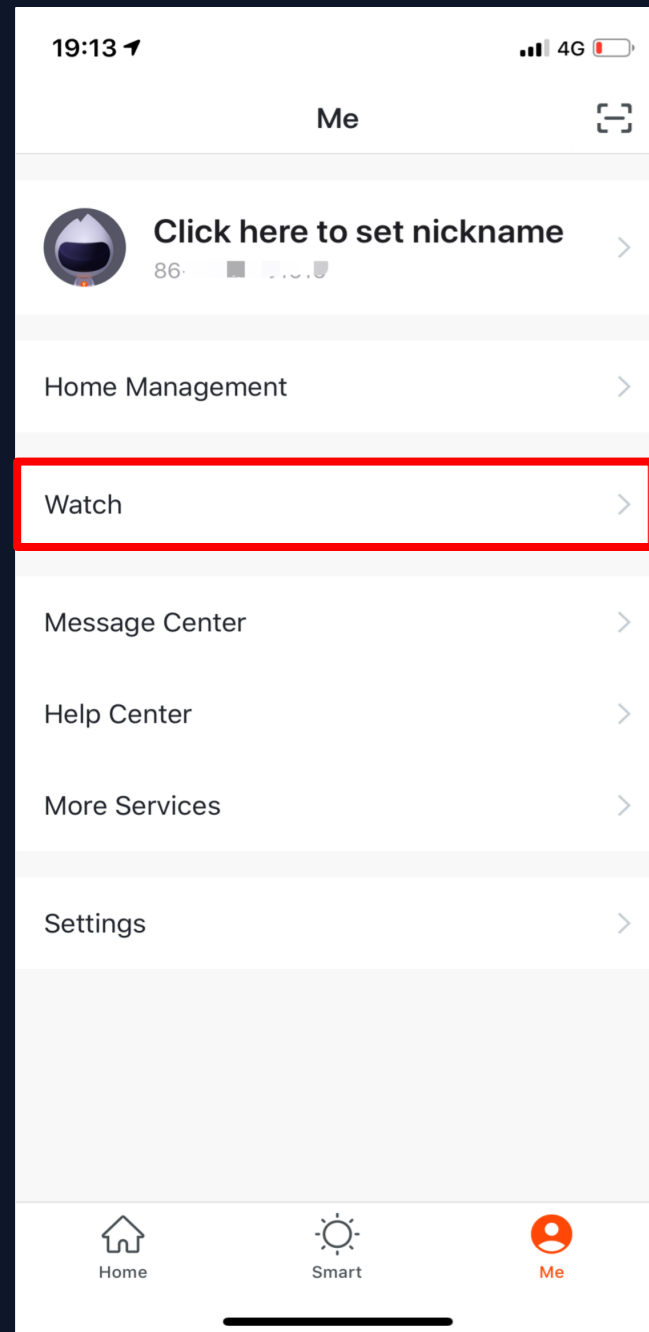 19:13
4G
Me
Click here to set nickname
86-
Home Management
Watch
Message Center
Help Center
More Services
Settings
Home
Smart
Me